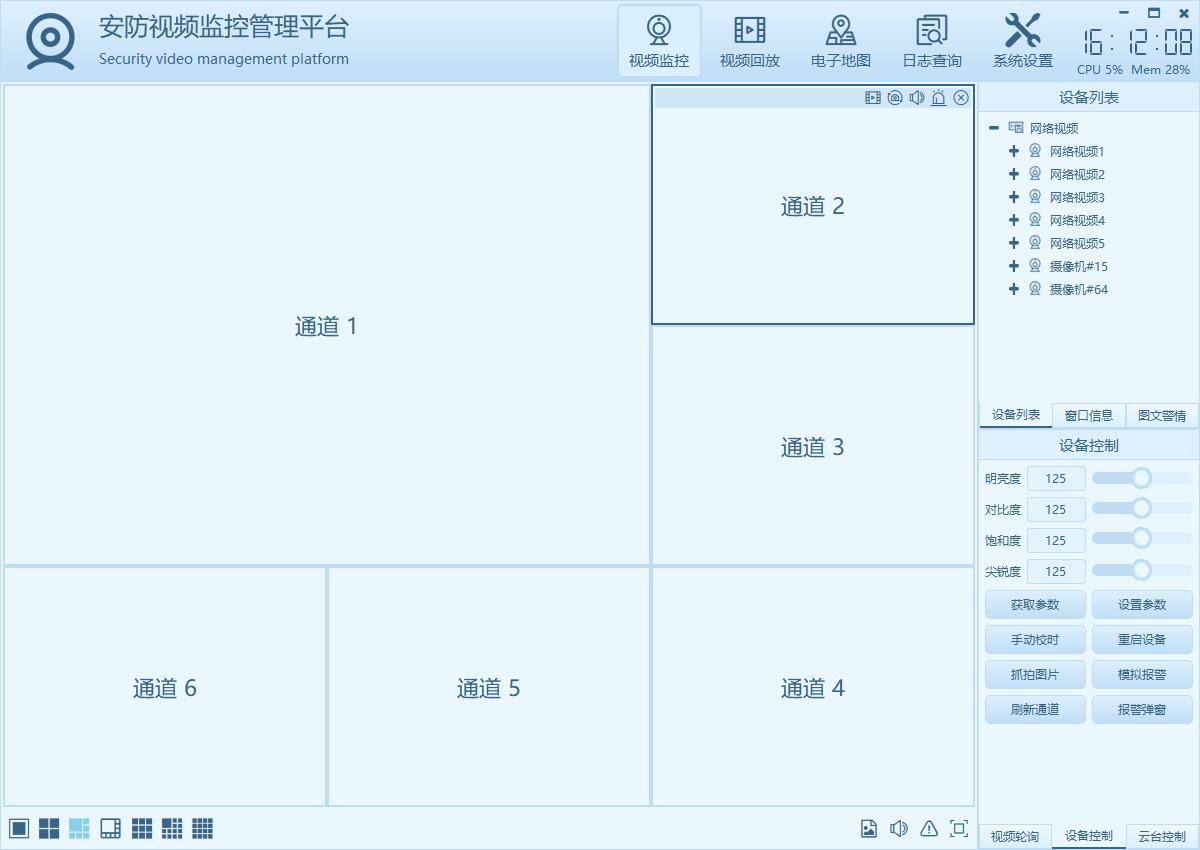 安防视频监控管理平台
Security video management platform
视频监控
视频回放
电子地图
日志查询
系统设置
16:12:08
CPU 5% Mem 28%
通道 1
通道 2
通道 3
通道 6
通道 5
通道 4
设备列表
网络视频
网络视频1
网络视频2
网络视频3
网络视频4
网络视频5
摄像机#15
摄像机#64
设备列表 窗口信息 图文警情
设备控制
明亮度 125
对比度 125
饱和度 125
尖锐度 125
获取参数 设置参数
手动校时 重启设备
抓拍图片 模拟报警
刷新通道 报警弹窗
视频轮询 设备控制 云台控制